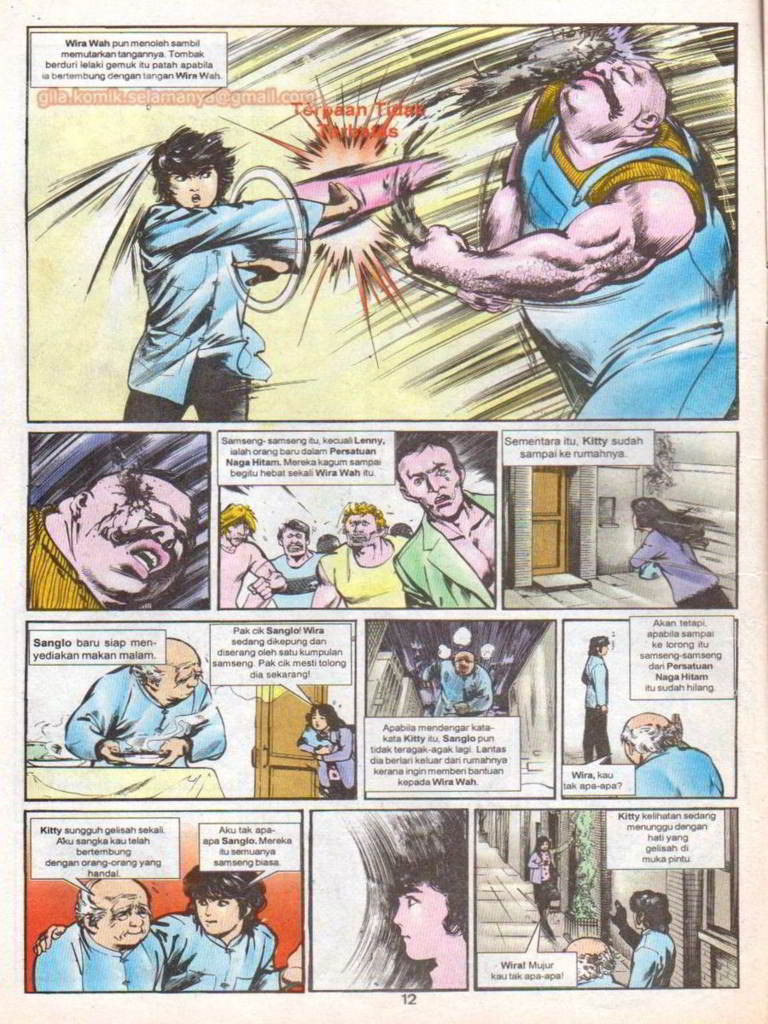 Wira Wah pun menoleh sambil
memutarkan tangannya. Tombak
berduri lelaki gemuk itu patah apabila
ia bertembung dengan tangan Wira Wah.
gila.komik.selamanya@gmail.com
Terpaan Tidak
Terbatas
Samseng-samseng itu, kecuali Lenny,
ialah orang baru dalam Persatuan
Naga Hitam. Mereka kagum sampai
begitu hebat sekali Wira Wah itu.
Sementara itu, Kitty sudah
sampai ke rumahnya.
Sanglo baru siap men-
yediakan makan malam.
Pak cik Sanglo! Wira
sedang dikepung dan
diserang oleh satu kumpulan
samseng. Pak cik mesti tolong
dia sekarang!
Apabila mendengar kata-
kata Kitty itu, Sanglo pun
tidak teragak-agak lagi. Lantas
dia berlari keluar dari rumahnya
kerana ingin memberi bantuan
kepada Wira Wah.
Akan tetapi,
apabila sampai
ke lorong itu
samseng-samseng
dari Persatuan
Naga Hitam
itu sudah hilang.
Wira, kau
tak apa-apa?
Kitty sungguh gelisah sekali.
Aku sangka kau telah
bertembung
dengan orang-orang yang
handal.
Aku tak apa-
apa Sanglo. Mereka
itu semuanya
samseng biasa.
Kitty kelihatan sedang
menunggu dengan
hati yang
gelisah di
muka pintu.
Wira! Mujur
kau tak apa-apa!
12